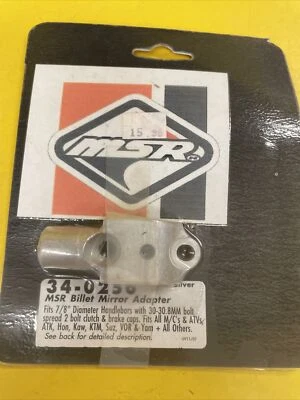 15.96
MSR
34-0256
Silver
MSR Billet Mirror Adapter
Fits 7/8" Diameter Handlebars with 30-30.8MM bolt
spread 2 bolt clutch & brake caps. Fits All M/C's & ATVs,
ATK, Hon, Kaw, KTM, Suz, VOR & Yam + All Others.
See back for detailed description.